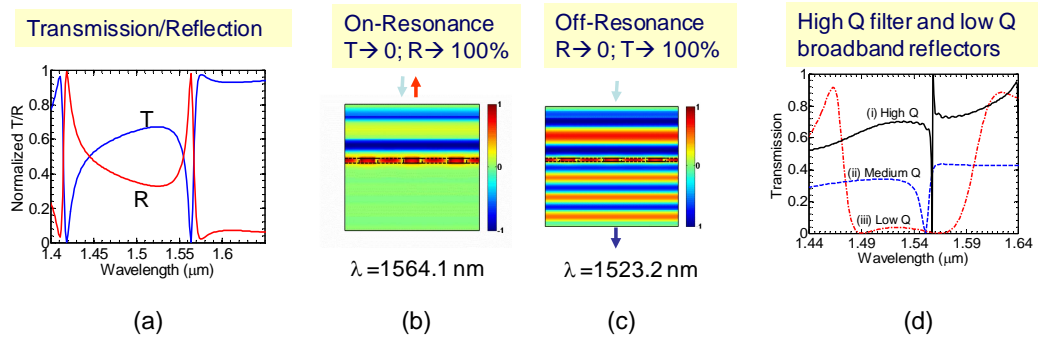 Transmission/Reflection
Normalized T/R
1
0.8
0.6
0.4
0.2
0
T
R
1.4
1.45
1.5
1.55
1.6
Wavelength (μm)
(a)
On-Resonance
T→ 0; R→ 100%
1
0
-1
λ =1564.1 nm
(b)
Off-Resonance
R→ 0; T→ 100%
1
0
-1
λ =1523.2 nm
(c)
High Q filter and low Q
broadband reflectors
Transmission
1
0.8
0.6
0.4
0.2
0
(i) High Q
(ii) Medium Q
(iii) Low Q
1.44
1.49
1.54
1.59
1.64
Wavelength (μm)
(d)